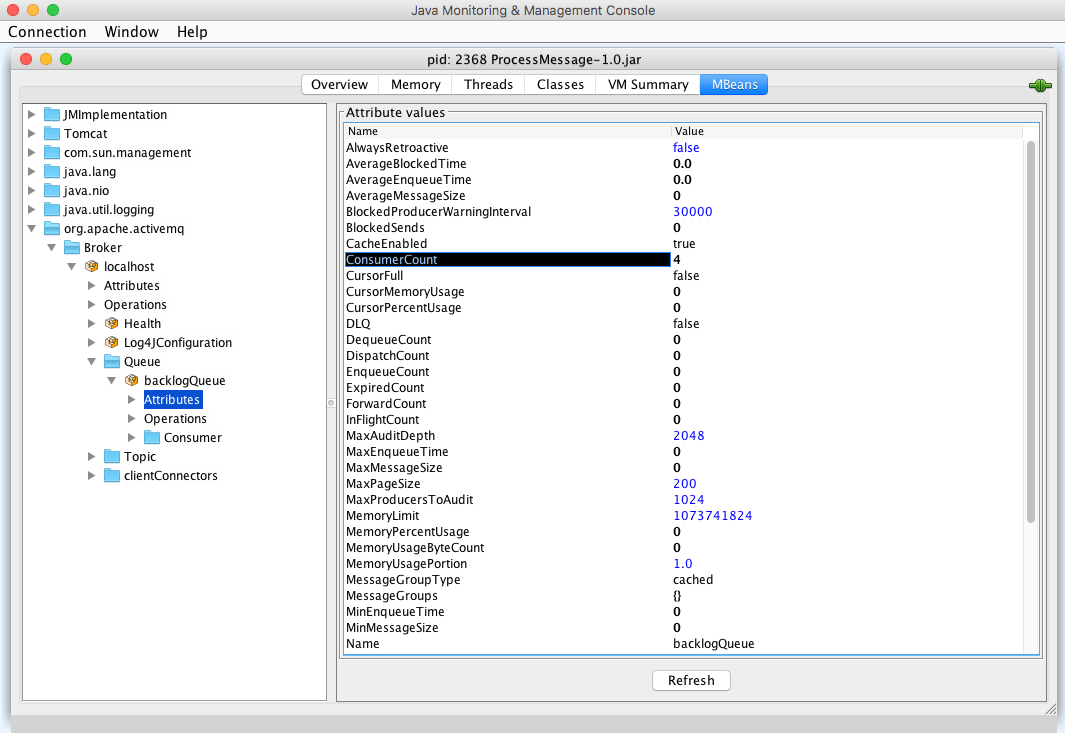 Java Monitoring & Management Console
Connection Window Help
pid: 2368 ProcessMessage-1.0.jar
Overview Memory Threads Classes VM Summary MBeans
JMImplementation
Tomcat
com.sun.management
java.lang
java.nio
java.util.logging
org.apache.activemq
Broker
localhost
Attributes
Operations
Health
Log4JConfiguration
Queue
backlogQueue
Attributes
Operations
Consumer
Topic
clientConnectors
Attribute values
Name Value
AlwaysRetroactive false
AverageBlockedTime 0.0
AverageEnqueueTime 0.0
AverageMessageSize 0
BlockedProducerWarningInterval 30000
BlockedSends 0
CacheEnabled true
ConsumerCount 4
CursorFull false
CursorMemoryUsage 0
CursorPercentUsage 0
DLQ false
DequeueCount 0
DispatchCount 0
EnqueueCount 0
ExpiredCount 0
ForwardCount 0
InFlightCount 0
MaxAuditDepth 2048
MaxEnqueueTime 0
MaxMessageSize 0
MaxPageSize 200
MaxProducersToAudit 1024
MemoryLimit 1073741824
MemoryPercentUsage 0
MemoryUsageByteCount 0
MemoryUsagePortion 1.0
MessageGroupType cached
MessageGroups {}
MinEnqueueTime 0
MinMessageSize 0
Name backlogQueue
Refresh